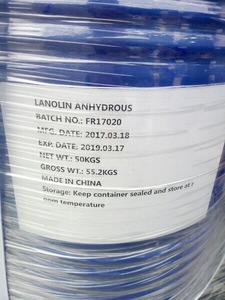 LANOLIN ANHYDROUS
BATCH NO.: FR17020
MFG. DATE: 2017.03.18
EXP. DATE: 2019.03.17
NET WT.: 50KGS
GROSS WT.: 55.2KGS
MADE IN CHINA
Storage: Keep container sealed and store at r
oom temperature